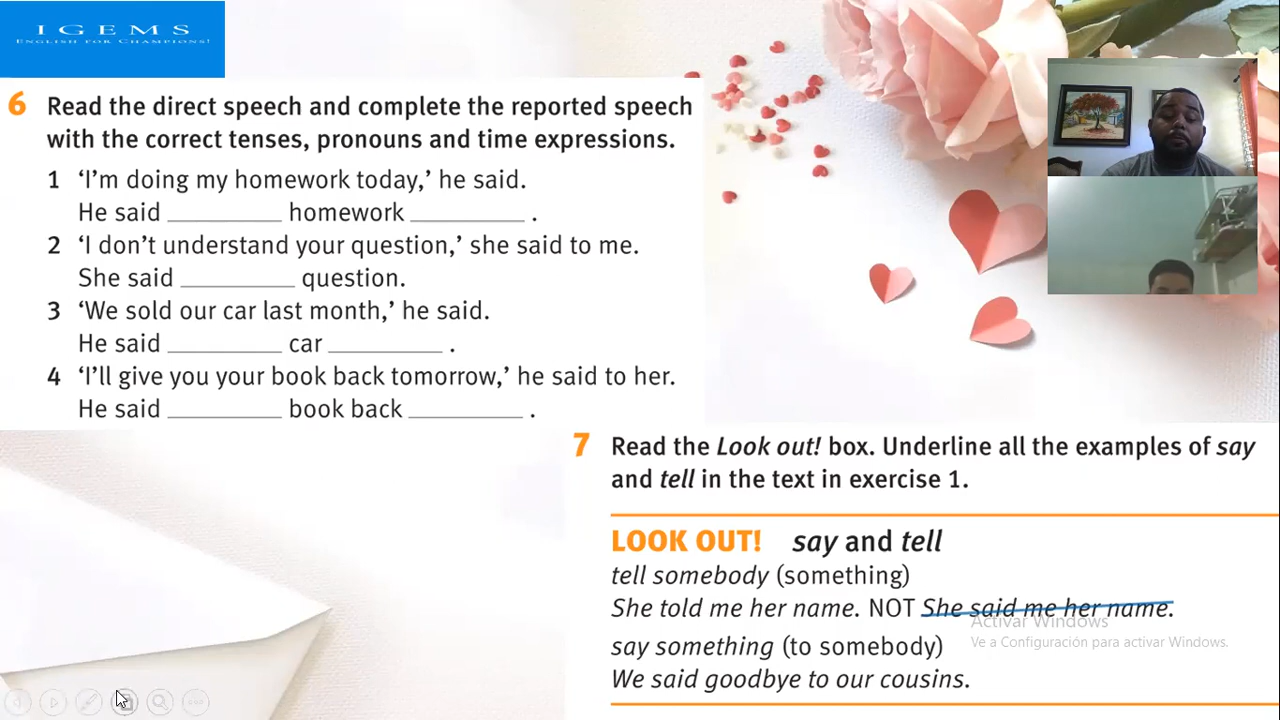 IGEMS
ENGLISH FOR CHAMPIONS!
6 Read the direct speech and complete the reported speech
with the correct tenses, pronouns and time expressions.
1 ‘I’m doing my homework today,’ he said.
He said __________ homework __________ .
2 ‘I don’t understand your question,’ she said to me.
She said __________ question.
3 ‘We sold our car last month,’ he said.
He said __________ car __________ .
4 ‘I’ll give you your book back tomorrow,’ he said to her.
He said __________ book back __________ .
7 Read the Look out! box. Underline all the examples of say
and tell in the text in exercise 1.
LOOK OUT! say and tell
tell somebody (something)
She told me her name. NOT She said me her name.
Activar Windows
Ve a Configuración para activar Windows.
say something (to somebody)
We said goodbye to our cousins.